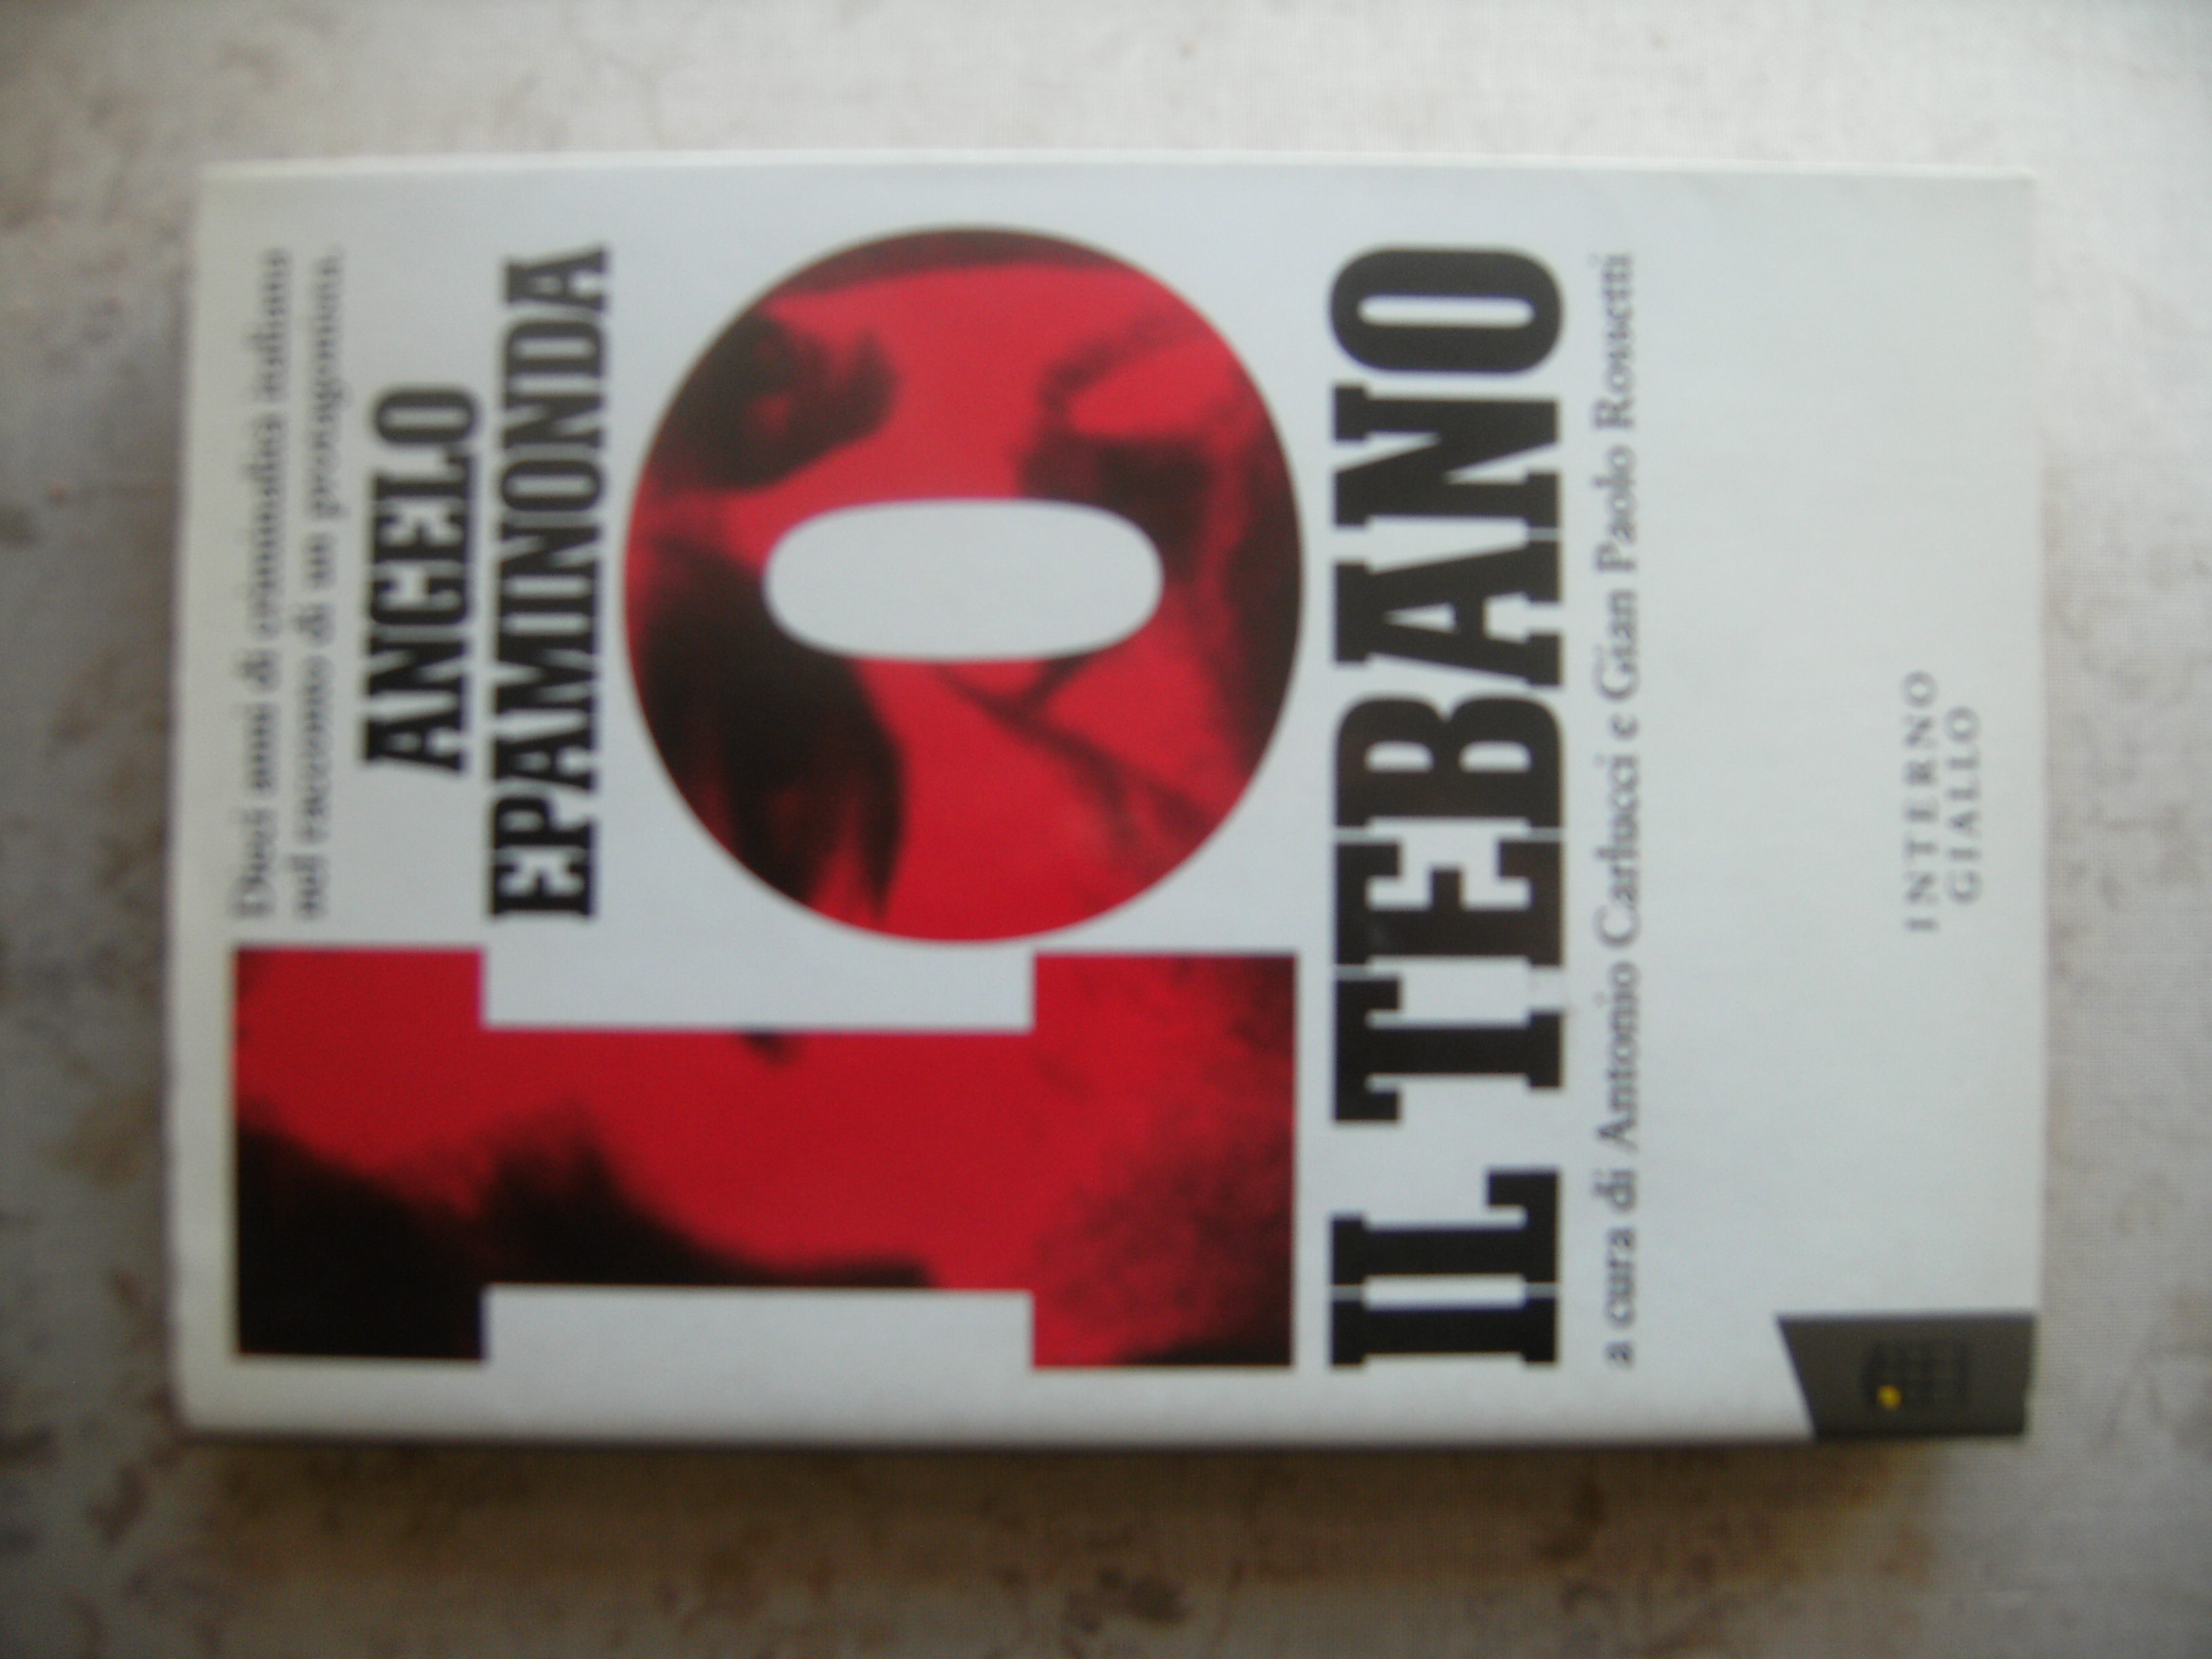 Dieci anni di criminalità italiana
nel racconto di un protagonista.
ANGELO
EPAMINONDA
IO
IL TEBANO
a cura di Antonio Carlucci e Gian Paolo Rossetti
INTERNO
GIALLO